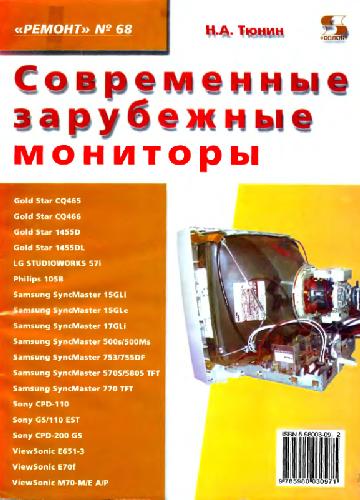 «РЕМОНТ» № 68
Н.А. Тюнин
Современные
зарубежные
мониторы
Gold Star CQ465
Gold Star CQ466
Gold Star 1455D
Gold Star 1455DL
LG STUDIOWORKS 57i
Philips 105B
Samsung SyncMaster 15GLi
Samsung SyncMaster 15GLe
Samsung SyncMaster 17GLi
Samsung SyncMaster 500s/500Ms
Samsung SyncMaster 753/755DF
Samsung SyncMaster 570S/580S TFT
Samsung SyncMaster 770 TFT
Sony CPD-110
Sony G5/110 EST
Sony CPD-200 GS
ViewSonic E651-3
ViewSonic E70f
ViewSonic M70-M/E A/P